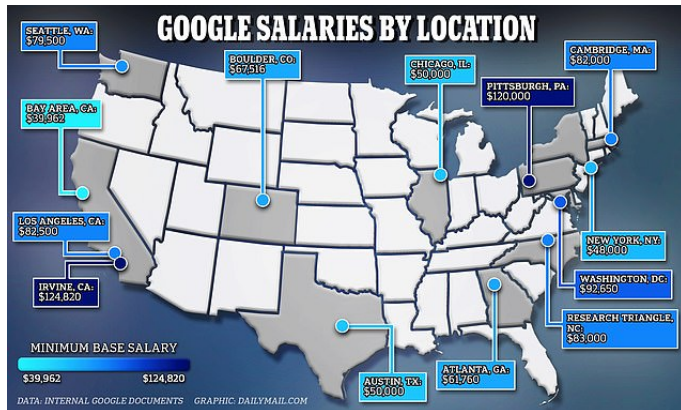 GOOGLE SALARIES BY LOCATION
SEATTLE, WA:
$79,500
BOULDER, CO:
$67,516
CHICAGO, IL:
$50,000
CAMBRIDGE, MA:
$82,000
PITTSBURGH, PA:
$120,000
BAY AREA, CA:
$39,962
LOS ANGELES, CA:
$82,500
IRVINE, CA:
$124,820
NEW YORK, NY:
$48,000
WASHINGTON, DC:
$92,650
RESEARCH TRIANGLE,
NC:
$83,000
ATLANTA, GA:
$61,760
AUSTIN, TX:
$50,000
MINIMUM BASE SALARY
$39,962 $124,820
DATA: INTERNAL GOOGLE DOCUMENTS GRAPHIC: DAILYMAIL.COM